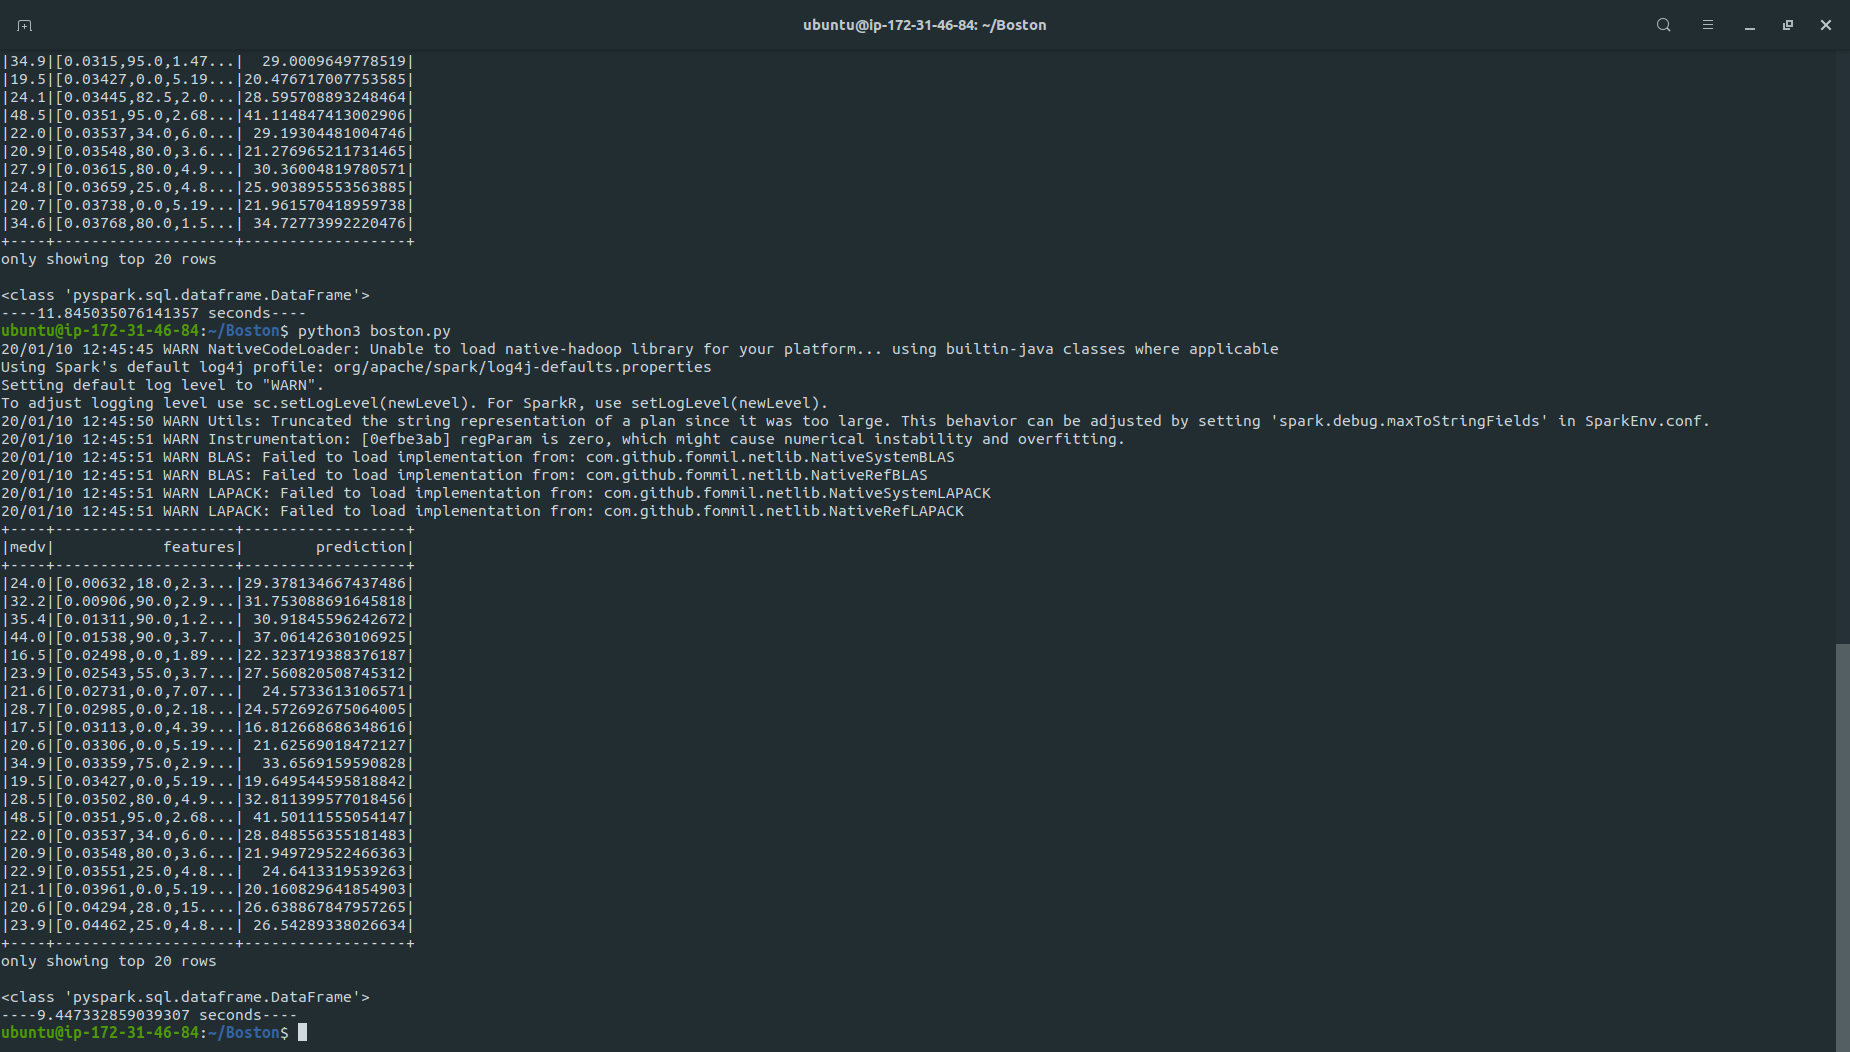 ubuntu@ip-172-31-46-84: ~/Boston
|34.9|[0.0315,95.0,1.47...|  29.0009649778519|
|19.5|[0.03427,0.0,5.19...|20.476717007753585|
|24.1|[0.03445,82.5,2.0...|28.595708893248464|
|48.5|[0.0351,95.0,2.68...|41.114847413002906|
|22.0|[0.03537,34.0,6.0...| 29.19304481004746|
|20.9|[0.03548,80.0,3.6...|21.276965211731465|
|27.9|[0.03615,80.0,4.9...| 30.36004819780571|
|24.8|[0.03659,25.0,4.8...|25.903895553563885|
|20.7|[0.03738,0.0,5.19...|21.961570418959738|
|34.6|[0.03768,80.0,1.5...| 34.72773992220476|
+----+--------------------+------------------+
only showing top 20 rows
<class 'pyspark.sql.dataframe.DataFrame'>
----11.845035076141357 seconds----
ubuntu@ip-172-31-46-84:~/Boston$ python3 boston.py
20/01/10 12:45:45 WARN NativeCodeLoader: Unable to load native-hadoop library for your platform... using builtin-java classes where applicable
Using Spark's default log4j profile: org/apache/spark/log4j-defaults.properties
Setting default log level to "WARN".
To adjust logging level use sc.setLogLevel(newLevel). For SparkR, use setLogLevel(newLevel).
20/01/10 12:45:50 WARN Utils: Truncated the string representation of a plan since it was too large. This behavior can be adjusted by setting 'spark.debug.maxToStringFields' in SparkEnv.conf.
20/01/10 12:45:51 WARN Instrumentation: [0efbe3ab] regParam is zero, which might cause numerical instability and overfitting.
20/01/10 12:45:51 WARN BLAS: Failed to load implementation from: com.github.fommil.netlib.NativeSystemBLAS
20/01/10 12:45:51 WARN BLAS: Failed to load implementation from: com.github.fommil.netlib.NativeRefBLAS
20/01/10 12:45:51 WARN LAPACK: Failed to load implementation from: com.github.fommil.netlib.NativeSystemLAPACK
20/01/10 12:45:51 WARN LAPACK: Failed to load implementation from: com.github.fommil.netlib.NativeRefLAPACK
+----+--------------------+------------------+
|medv|            features|        prediction|
+----+--------------------+------------------+
|24.0|[0.00632,18.0,2.3...|29.378134667437486|
|32.2|[0.00906,90.0,2.9...|31.753088691645818|
|35.4|[0.01311,90.0,1.2...| 30.91845596242672|
|44.0|[0.01538,90.0,3.7...| 37.06142630106925|
|16.5|[0.02498,0.0,1.89...|22.323719388376187|
|23.9|[0.02543,55.0,3.7...|27.560820508745312|
|21.6|[0.02731,0.0,7.07...|  24.5733613106571|
|28.7|[0.02985,0.0,2.18...|24.572692675064005|
|17.5|[0.03113,0.0,4.39...|16.812668686348616|
|20.6|[0.03306,0.0,5.19...| 21.62569018472127|
|34.9|[0.03359,75.0,2.9...|  33.6569159590828|
|19.5|[0.03427,0.0,5.19...|19.649544595818842|
|28.5|[0.03502,80.0,4.9...|32.811399577018456|
|48.5|[0.0351,95.0,2.68...| 41.50111555054147|
|22.0|[0.03537,34.0,6.0...|28.848556355181483|
|20.9|[0.03548,80.0,3.6...|21.949729522466363|
|22.9|[0.03551,25.0,4.8...|  24.6413319539263|
|21.1|[0.03961,0.0,5.19...|20.160829641854903|
|20.6|[0.04294,28.0,15....|26.638867847957265|
|23.9|[0.04462,25.0,4.8...| 26.54289338026634|
+----+--------------------+------------------+
only showing top 20 rows
<class 'pyspark.sql.dataframe.DataFrame'>
----9.447332859039307 seconds----
ubuntu@ip-172-31-46-84:~/Boston$